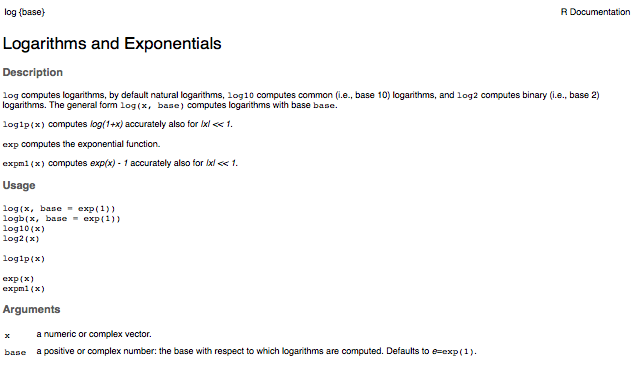 log {base}
R Documentation
Logarithms and Exponentials
Description
log computes logarithms, by default natural logarithms, log10 computes common (i.e., base 10) logarithms, and log2 computes binary (i.e., base 2)
logarithms. The general form log(x, base) computes logarithms with base base.
log1p(x) computes log(1+x) accurately also for |x| << 1.
exp computes the exponential function.
expm1(x) computes exp(x) - 1 accurately also for |x| << 1.
Usage
log(x, base = exp(1))
logb(x, base = exp(1))
log10(x)
log2(x)
log1p(x)
exp(x)
expm1(x)
Arguments
x a numeric or complex vector.
base a positive or complex number: the base with respect to which logarithms are computed. Defaults to e=exp(1).